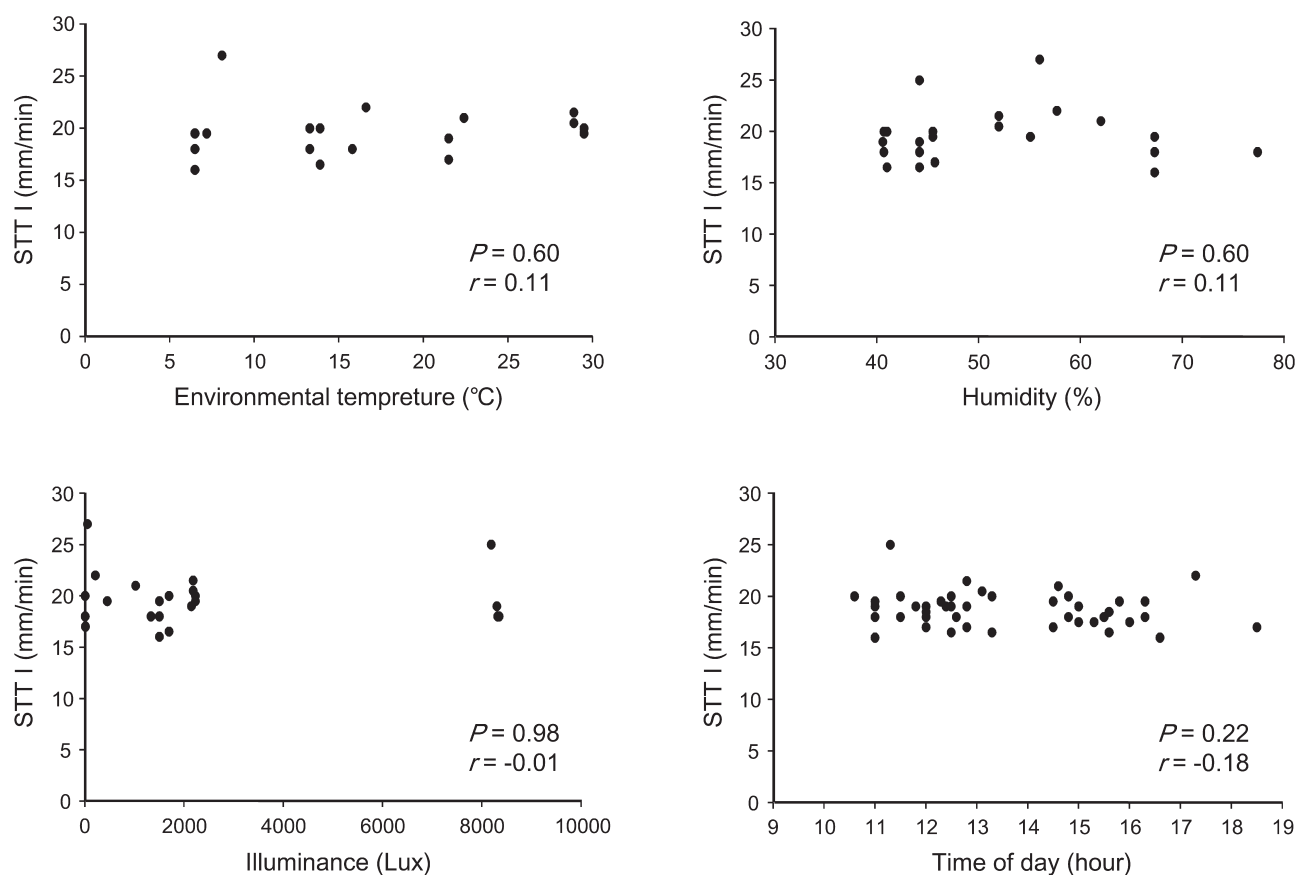 30
25
20
15
10
5
0
STT I (mm/min)
P = 0.60
r = 0.11
0 5 10 15 20 25 30
Environmental tempreture (℃)
30
25
20
15
10
5
0
STT I (mm/min)
P = 0.60
r = 0.11
30 40 50 60 70 80
Humidity (%)
30
25
20
15
10
5
0
STT I (mm/min)
P = 0.98
r = -0.01
0 2000 4000 6000 8000 10000
Illuminance (Lux)
30
25
20
15
10
5
0
STT I (mm/min)
P = 0.22
r = -0.18
9 10 11 12 13 14 15 16 17 18 19
Time of day (hour)